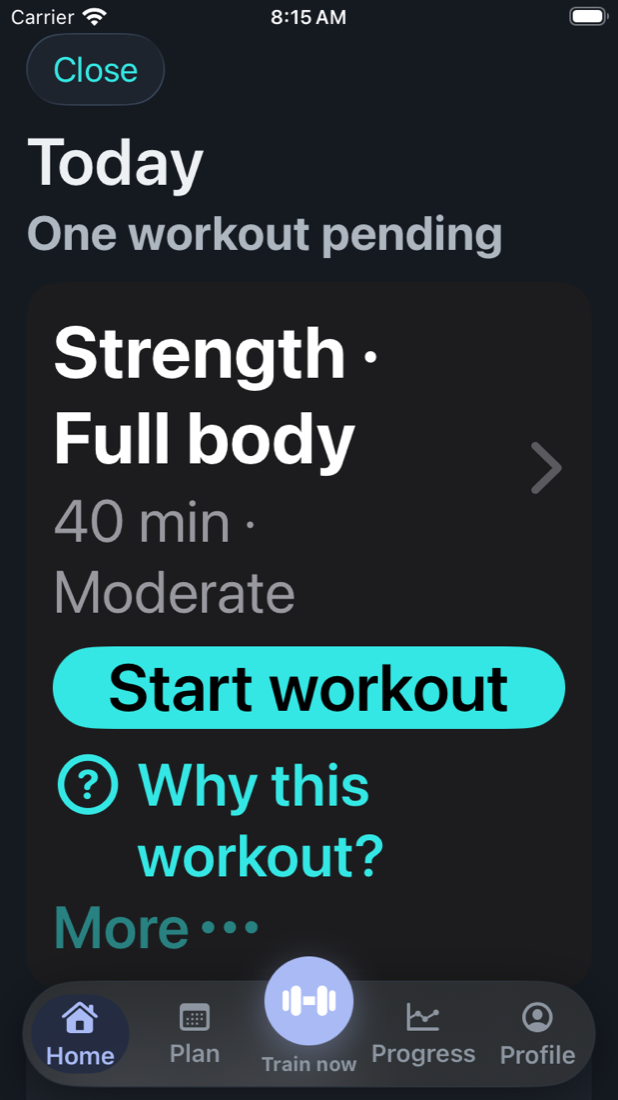 Carrier 8:15 AM
Close
Today
One workout pending
Strength ·
Full body
40 min ·
Moderate
Start workout
? Why this
workout?
More •••
Home Plan Train now Progress Profile